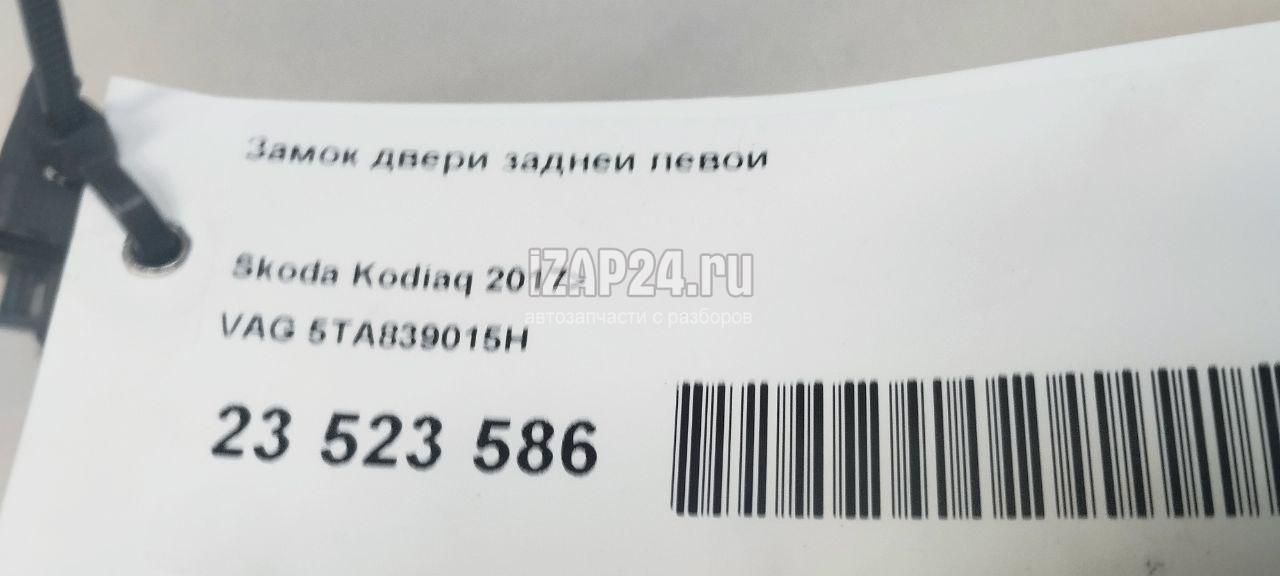 Замок двери задней левой
Skoda Kodiaq 2017>
iZAP24.ru
автозапчасти с разборов
VAG 5TA839015H
23 523 586